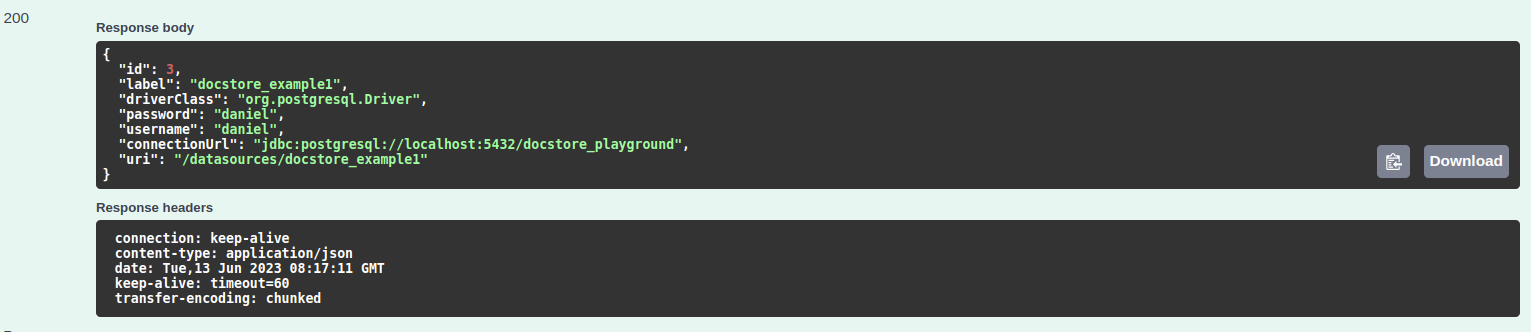 200
Response body
{
  "id": 3,
  "label": "docstore_example1",
  "driverClass": "org.postgresql.Driver",
  "password": "daniel",
  "username": "daniel",
  "connectionUrl": "jdbc:postgresql://localhost:5432/docstore_playground",
  "uri": "/datasources/docstore_example1"
}
Download
Response headers
connection: keep-alive
content-type: application/json
date: Tue,13 Jun 2023 08:17:11 GMT
keep-alive: timeout=60
transfer-encoding: chunked